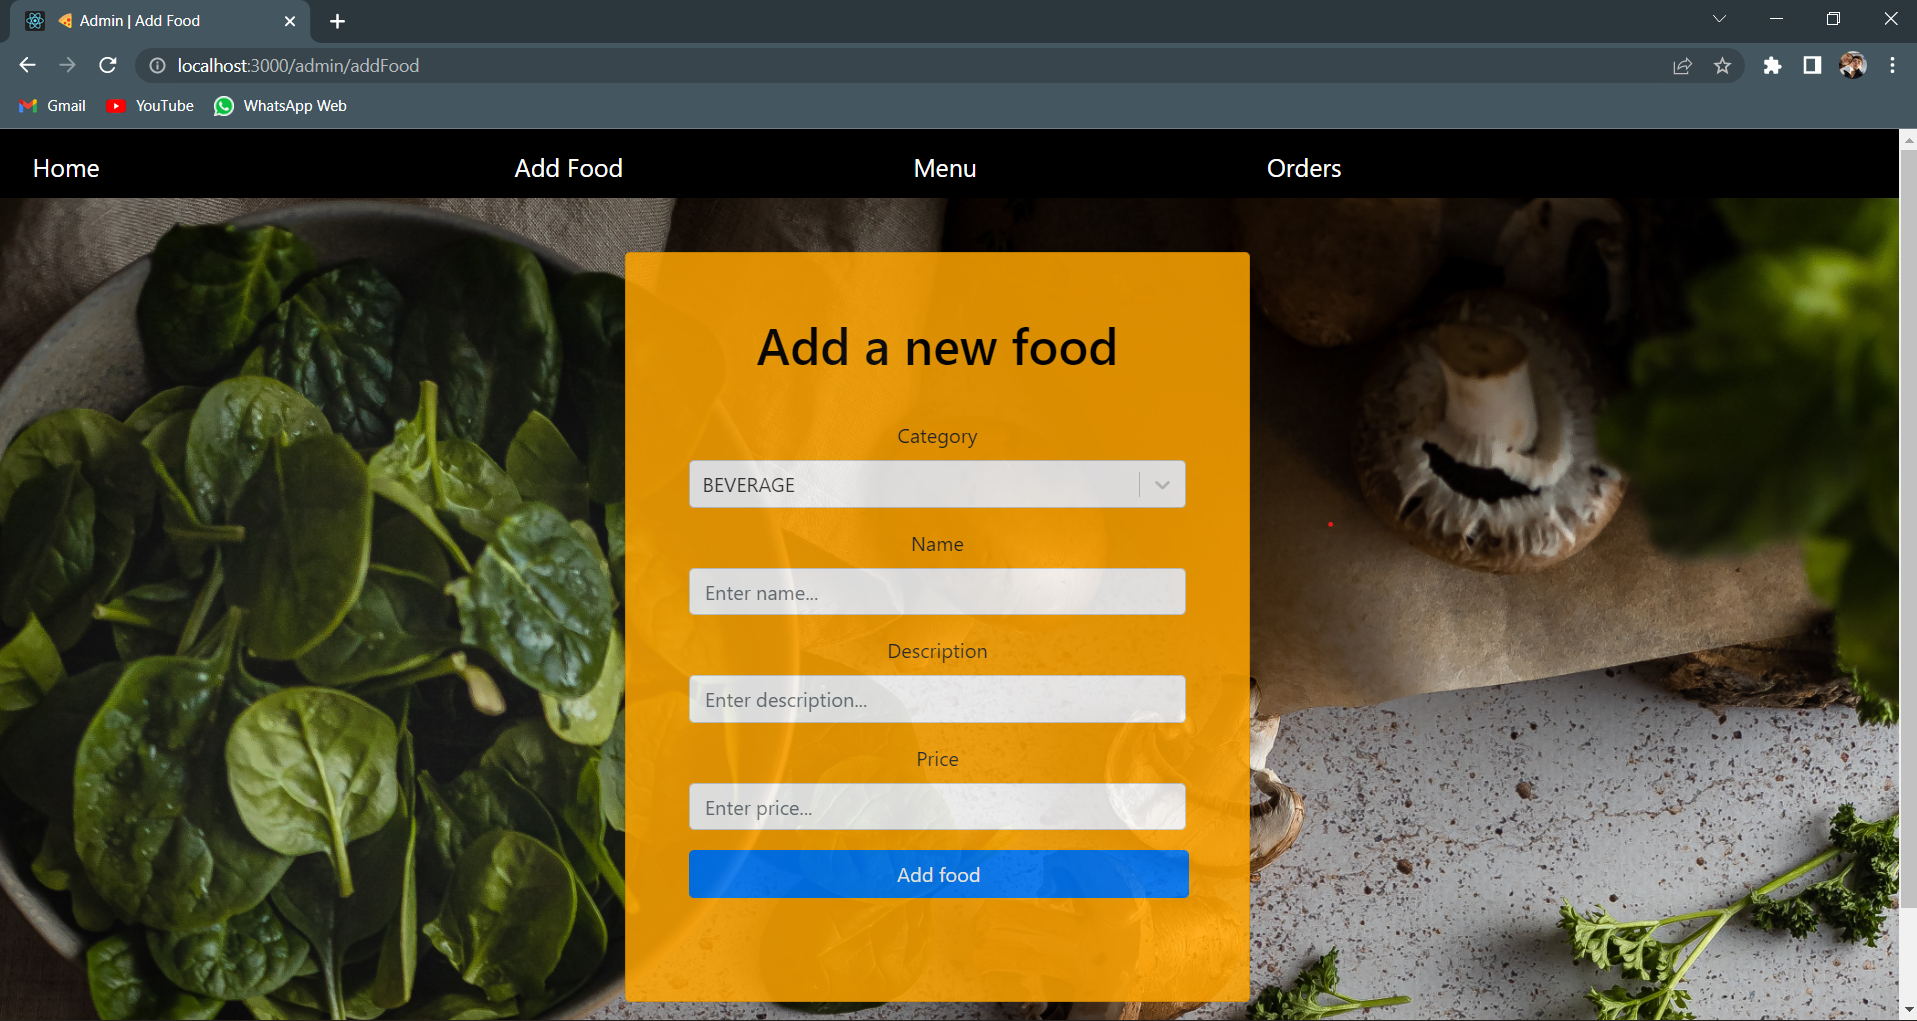 Admin | Add Food
localhost:3000/admin/addFood
Gmail YouTube WhatsApp Web
Home Add Food Menu Orders
Add a new food
Category
BEVERAGE
Name
Enter name...
Description
Enter description...
Price
Enter price...
Add food